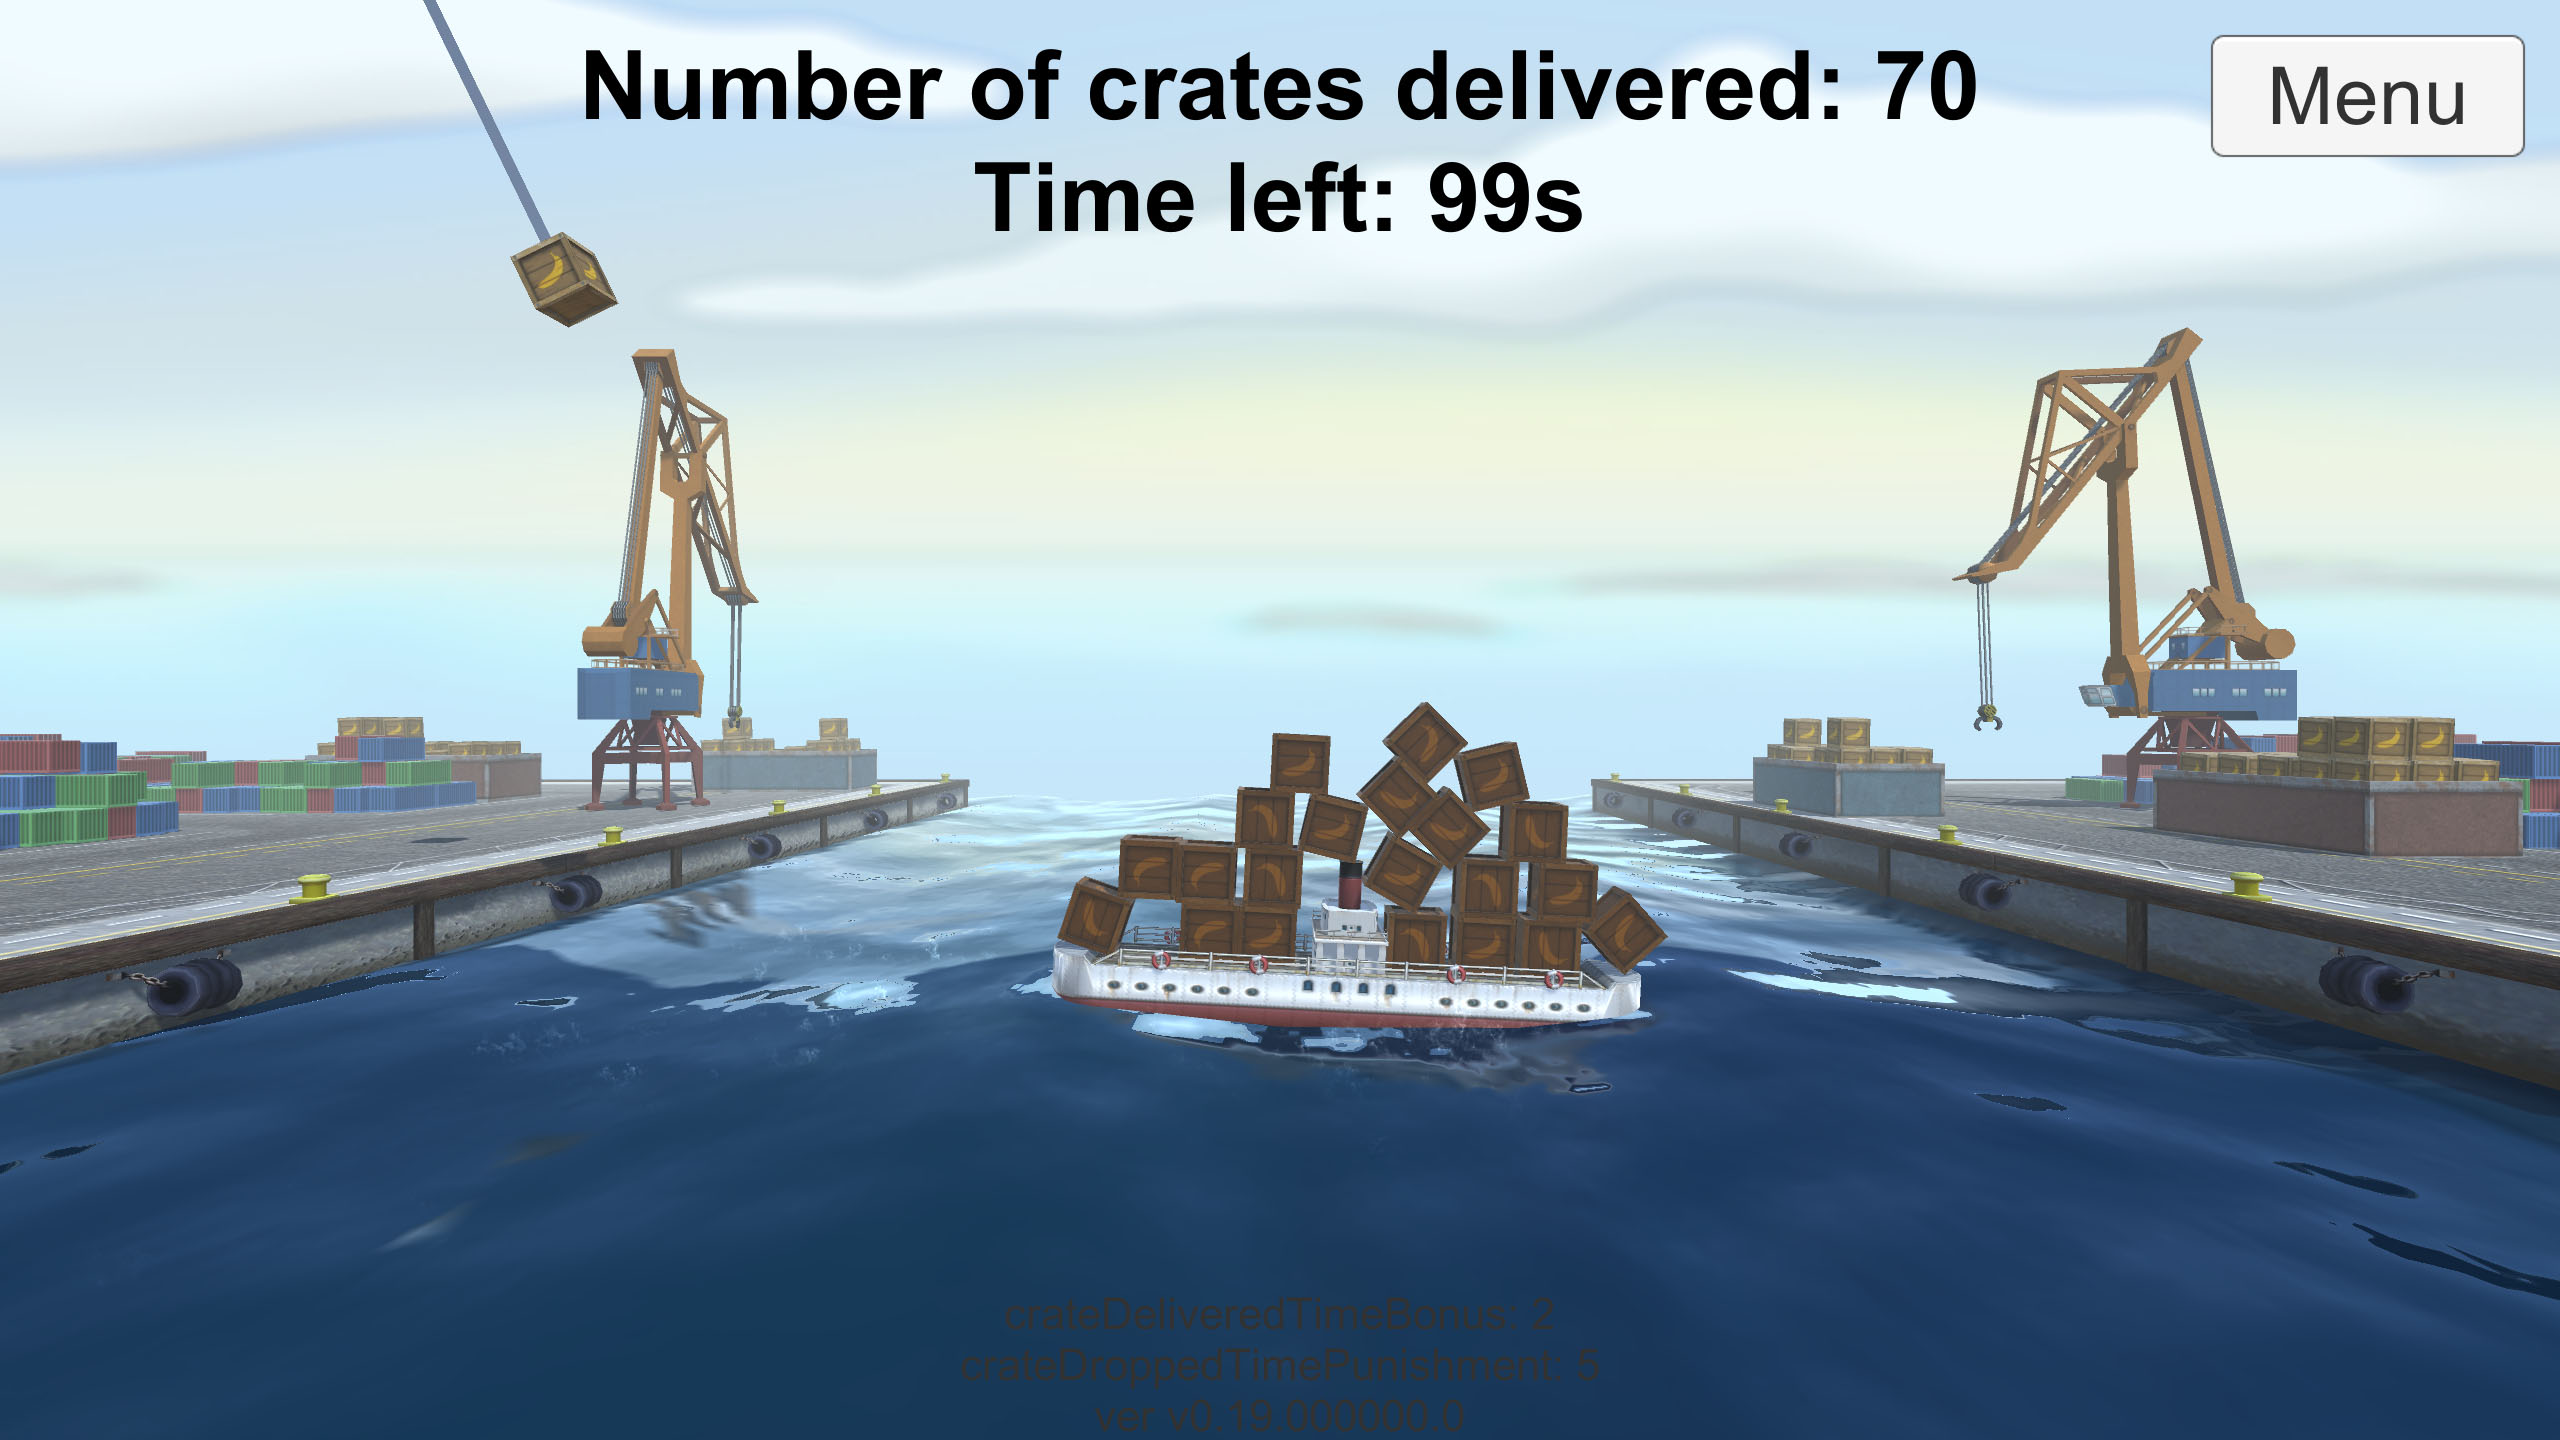 Number of crates delivered: 70
Menu
Time left: 99s
crateDeliveredTimeBonus: 2
crateDroppedTimePunishment: 5
ver v0.19.000000.0